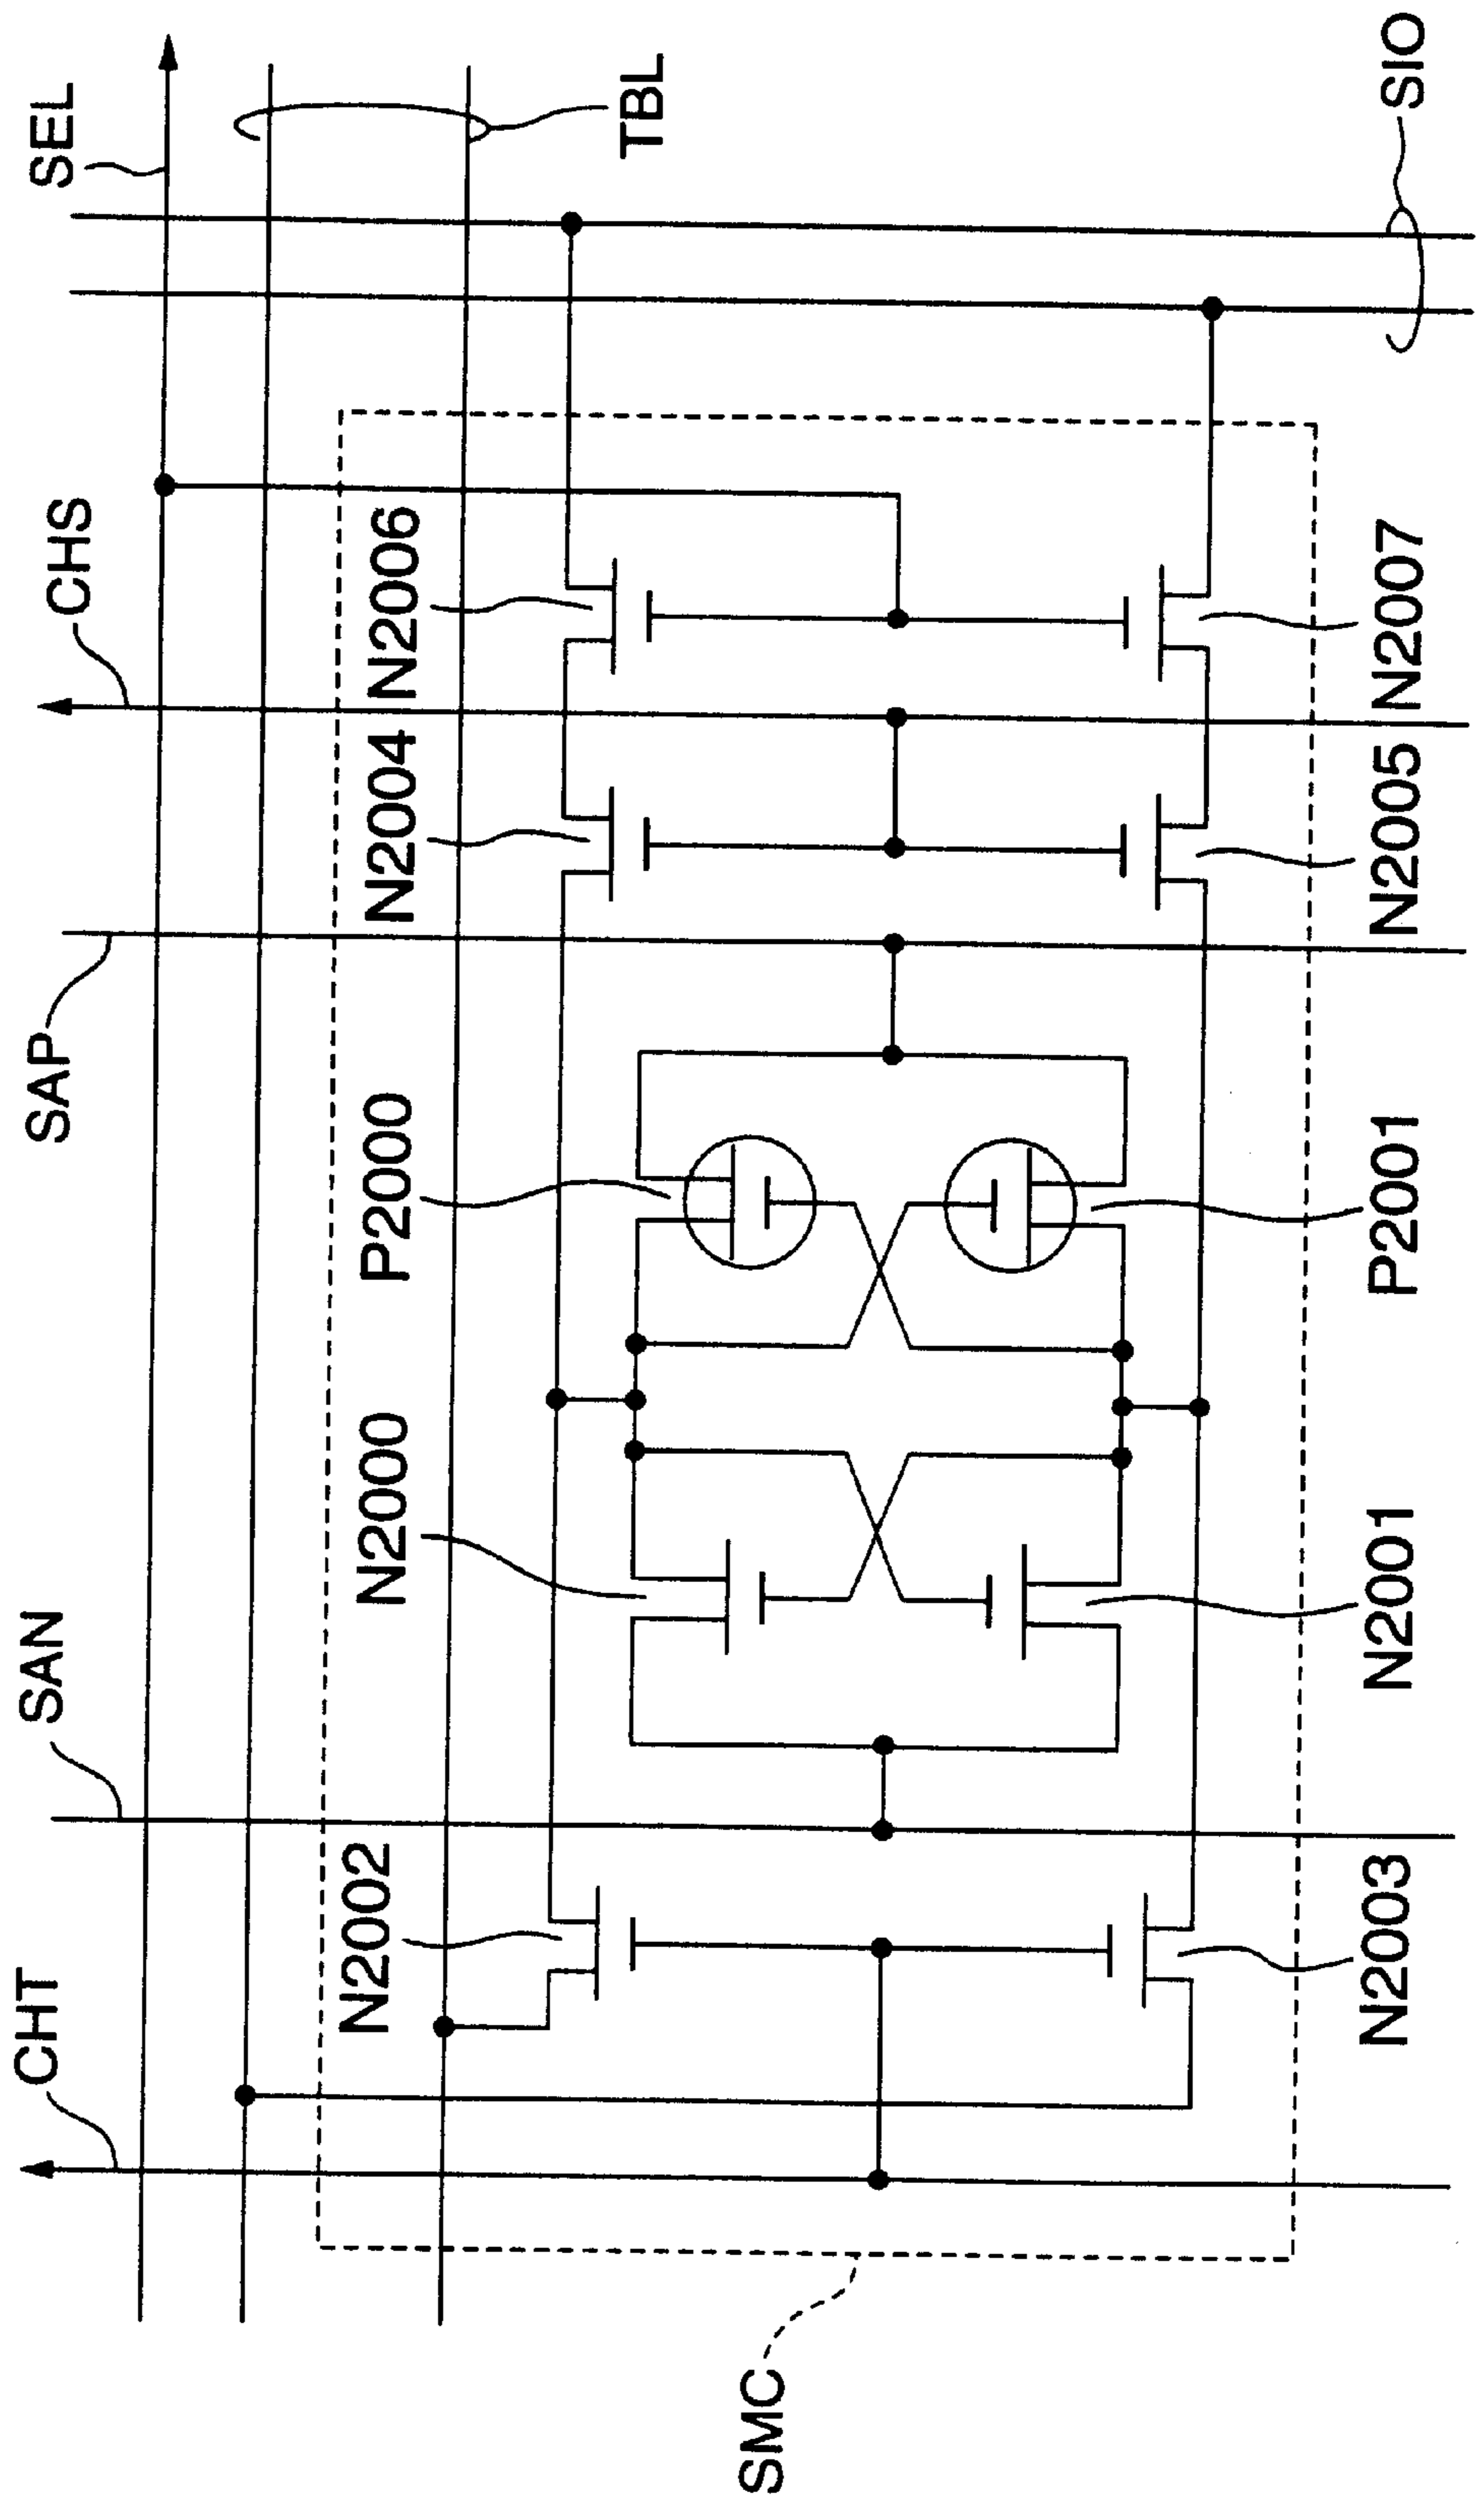 CHT
SAN
SAP
CHS
SEL
TBL
N2002
N2000
P2000
N2004
N2006
SMC
N2003
N2001
P2001
N2005
N2007
SIO